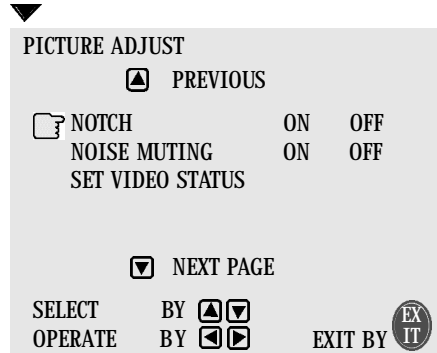 PICTURE ADJUST
PREVIOUS
NOTCH ON OFF
NOISE MUTING ON OFF
SET VIDEO STATUS
NEXT PAGE
SELECT BY
OPERATE BY EXIT BY EXIT